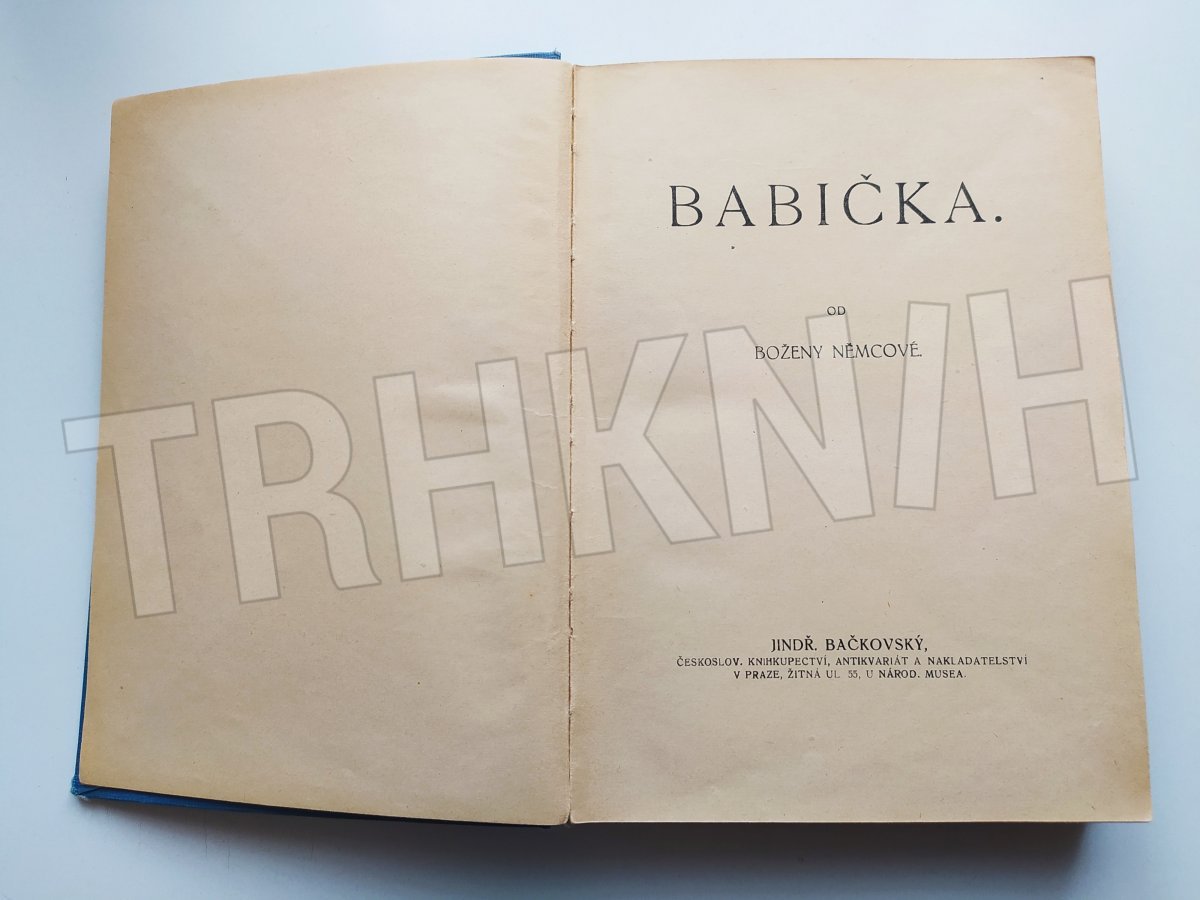 BABIČKA.
OD
BOŽENY NĚMCOVÉ.
TRHKNIH
JINDŘ. BAČKOVSKÝ,
ČESKOSLOV. KNIHKUPECTVÍ, ANTIKVARIÁT A NAKLADATELSTVÍ
V PRAZE, ŽITNÁ UL 55, U NÁROD. MUSEA.